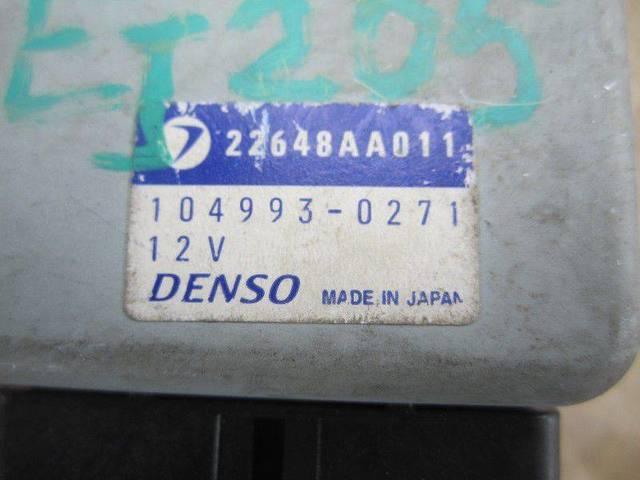 EJ205
22648AA011
104993-0271
12V
DENSO MADE IN JAPAN